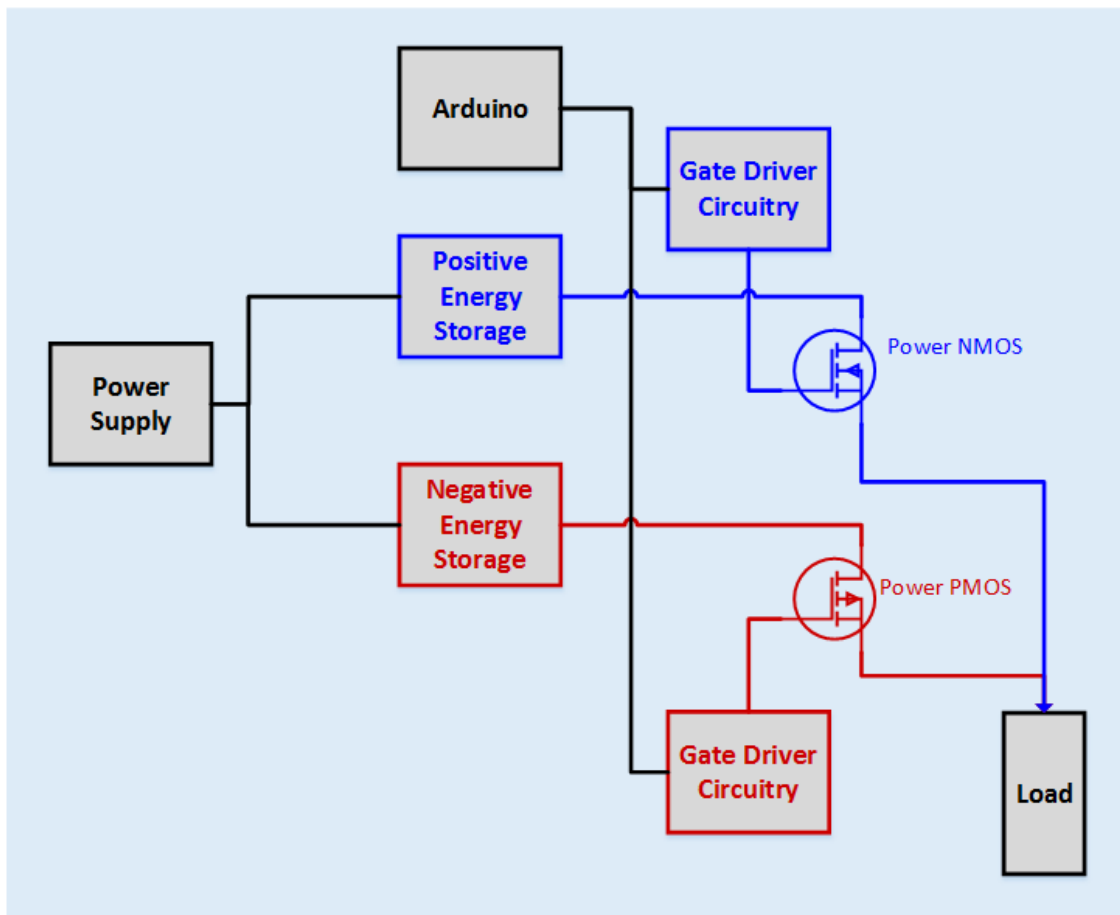 Arduino
Gate Driver
Circuitry
Positive
Energy
Storage
Power NMOS
Power
Supply
Negative
Energy
Storage
Power PMOS
Gate Driver
Circuitry
Load